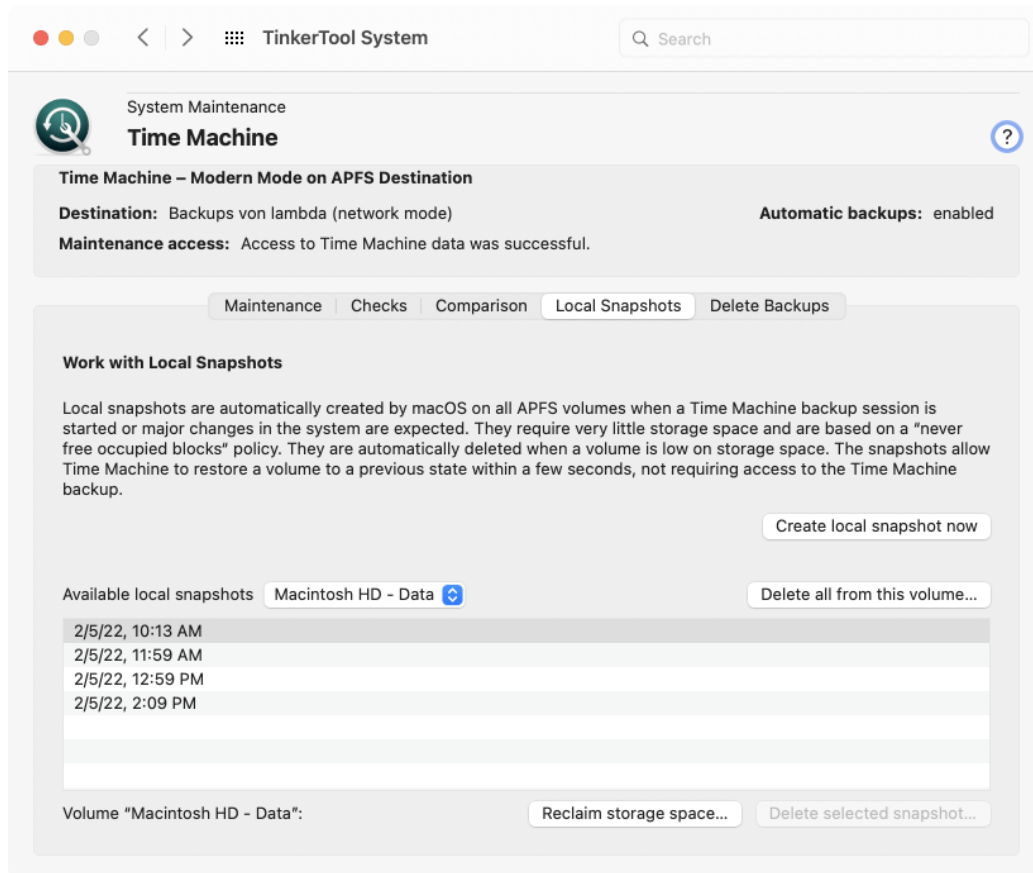 TinkerTool System
Search
System Maintenance
Time Machine
?
Time Machine – Modern Mode on APFS Destination
Destination: Backups von lambda (network mode) Automatic backups: enabled
Maintenance access: Access to Time Machine data was successful.
Maintenance Checks Comparison Local Snapshots Delete Backups
Work with Local Snapshots
Local snapshots are automatically created by macOS on all APFS volumes when a Time Machine backup session is
started or major changes in the system are expected. They require very little storage space and are based on a “never
free occupied blocks” policy. They are automatically deleted when a volume is low on storage space. The snapshots allow
Time Machine to restore a volume to a previous state within a few seconds, not requiring access to the Time Machine
backup.
Create local snapshot now
Available local snapshots Macintosh HD - Data Delete all from this volume...
2/5/22, 10:13 AM
2/5/22, 11:59 AM
2/5/22, 12:59 PM
2/5/22, 2:09 PM
Volume “Macintosh HD - Data”: Reclaim storage space... Delete selected snapshot...